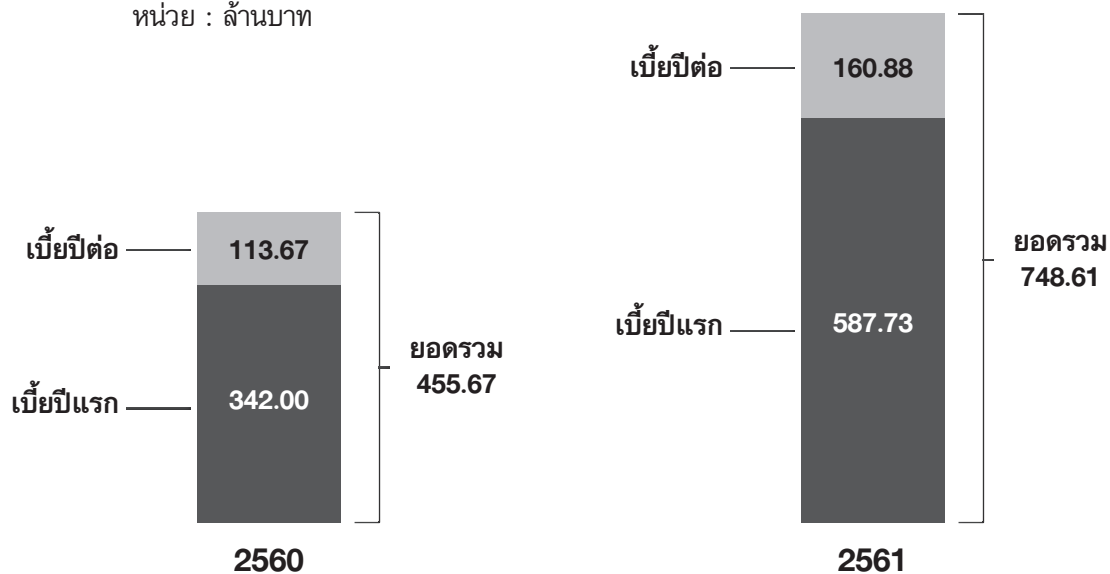 หน่วย : ล้านบาท
เบี้ยปีต่อ
113.67
เบี้ยปีแรก
342.00
ยอดรวม
455.67
2560
เบี้ยปีต่อ
160.88
เบี้ยปีแรก
587.73
ยอดรวม
748.61
2561